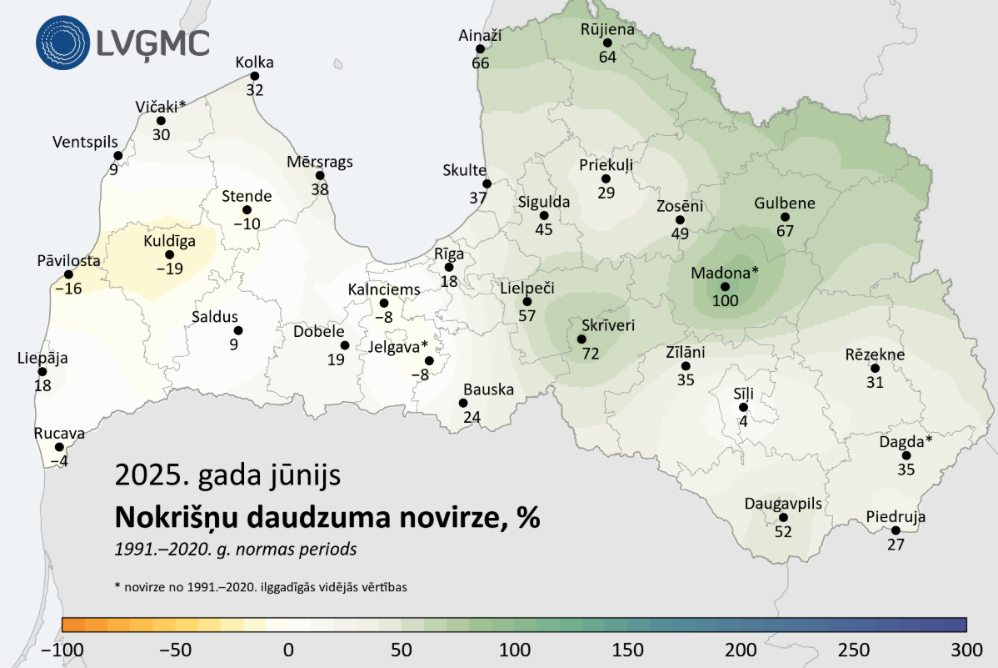 LVĢMC
Ainaži
66
Rūjiena
64
Kolka
32
Vičaki*
30
Ventspils
9
Mērsrags
38
Skulte
37
Priekuļi
29
Stende
−10
Sigulda
45
Zosēni
49
Gulbene
67
Kuldīga
−19
Pāvilosta
−16
Rīga
18
Madona*
100
Kalnciems
−8
Lielpeči
57
Saldus
9
Dobele
19
Jelgava*
−8
Skrīveri
72
Liepāja
18
Zīlāni
35
Rēzekne
31
Bauska
24
Sīļi
4
Rucava
−4
Dagda*
35
Daugavpils
52
Piedruja
27
2025. gada jūnijs
Nokrišņu daudzuma novirze, %
1991.–2020. g. normas periods
* novirze no 1991.–2020. ilggadīgās vidējās vērtības
−100 −50 0 50 100 150 200 250 300